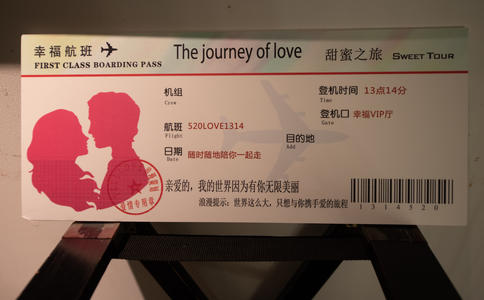 幸福航班
FIRST CLASS BOARDING PASS
The journey of love
甜蜜之旅 SWEET TOUR
机组
Crew
登机时间 13点14分
Time
登机口 幸福VIP厅
Gate
航班 520LOVE1314
Flight
目的地
Add
日期 随时随地陪你一起走
Date
爱情专用章
亲爱的，我的世界因为有你无限美丽
浪漫提示：世界这么大，只想与你携手爱的旅程
1314520